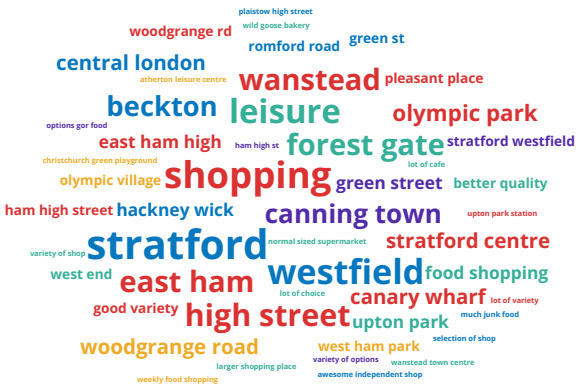 plaistow high street
wild goose bakery
woodgrange rd
green st
romford road
central london
wanstead
pleasant place
atherton leisure centre
beckton
leisure
olympic park
options gor food
east ham high
ham high st
forest gate
stratford westfield
christchurch green playground
lot of cafe
shopping
olympic village
green street
better quality
ham high street
hackney wick
canning town
upton park station
stratford
normal sized supermarket
stratford centre
variety of shop
west end
westfield
food shopping
east ham
lot of choice
canary wharf
lot of variety
good variety
high street
upton park
much junk food
selection of shop
woodgrange road
west ham park
variety of options
wanstead town centre
larger shopping place
awesome independent shop
weekly food shopping